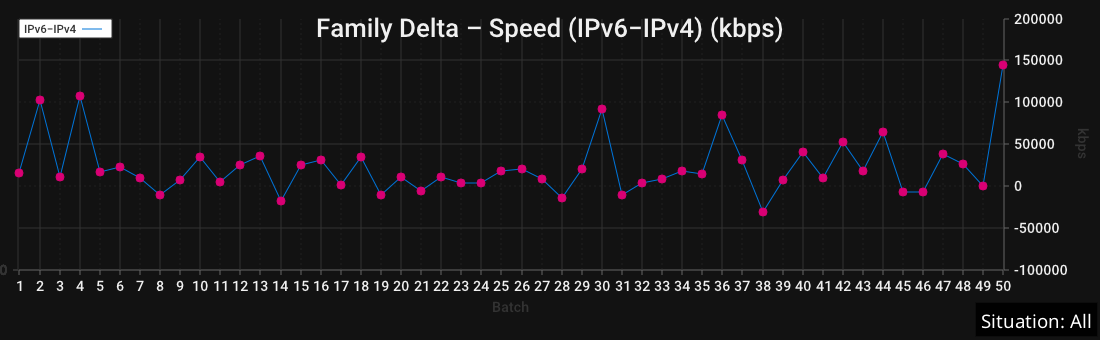 Family Delta – Speed (IPv6−IPv4) (kbps)
IPv6−IPv4
200000
150000
100000
50000
0
-50000
-100000
kbps
0
1 2 3 4 5 6 7 8 9 10 11 12 13 14 15 16 17 18 19 20 21 22 23 24 25 26 27 28 29 30 31 32 33 34 35 36 37 38 39 40 41 42 43 44 45 46 47 48 49 50
Batch
Situation: All